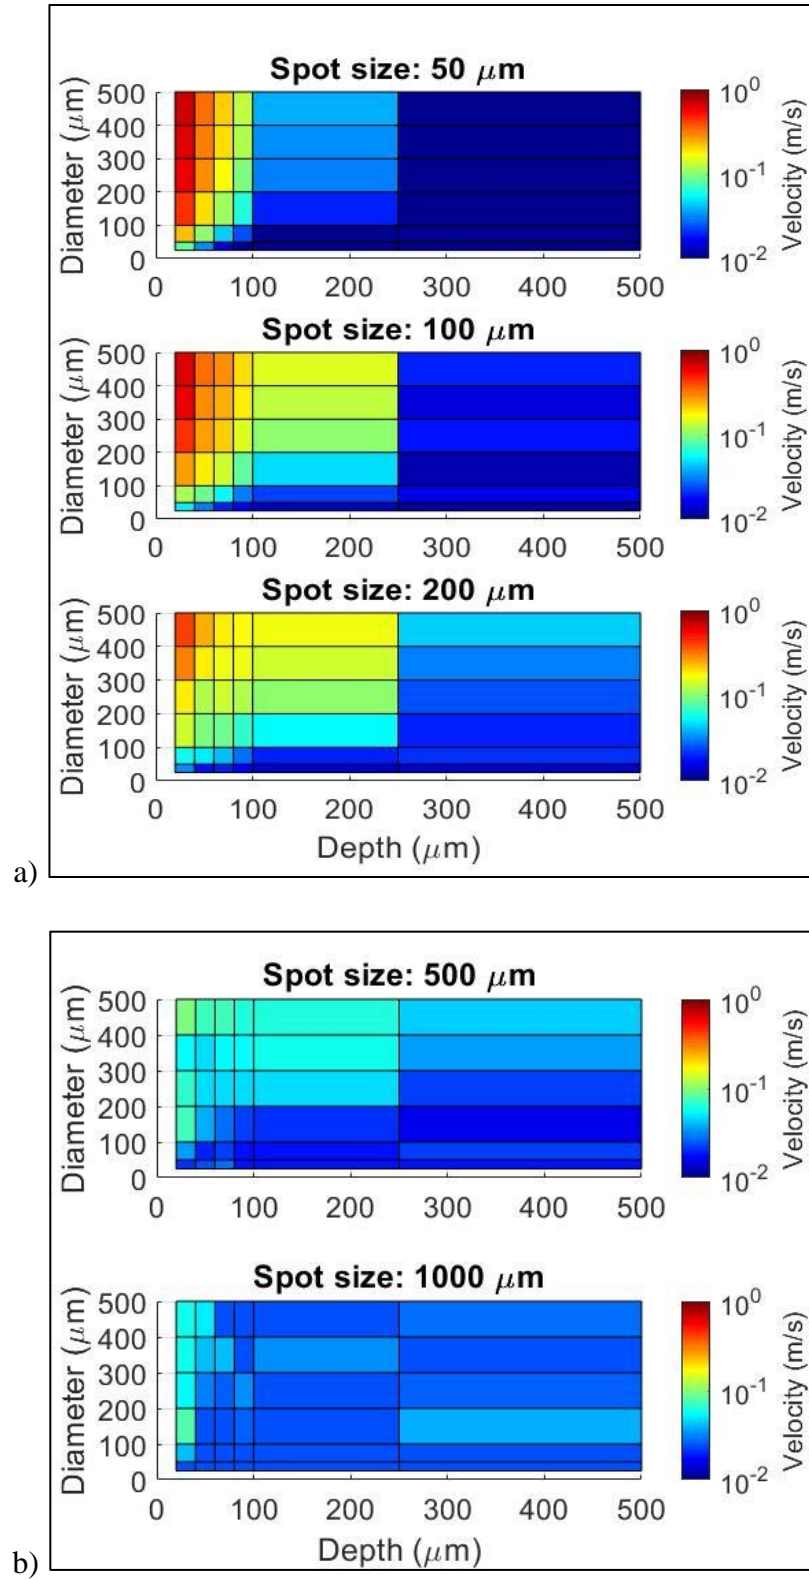 Spot size: 50 μm
Diameter (μm)
500
400
300
200
100
0
0 100 200 300 400 500
10^0
10^-1
10^-2
Velocity (m/s)
Spot size: 100 μm
Diameter (μm)
500
400
300
200
100
0
0 100 200 300 400 500
10^0
10^-1
10^-2
Velocity (m/s)
Spot size: 200 μm
Diameter (μm)
500
400
300
200
100
0
0 100 200 300 400 500
Depth (μm)
10^0
10^-1
10^-2
Velocity (m/s)
a)
Spot size: 500 μm
Diameter (μm)
500
400
300
200
100
0
0 100 200 300 400 500
10^0
10^-1
10^-2
Velocity (m/s)
Spot size: 1000 μm
Diameter (μm)
500
400
300
200
100
0
0 100 200 300 400 500
Depth (μm)
10^0
10^-1
10^-2
Velocity (m/s)
b)